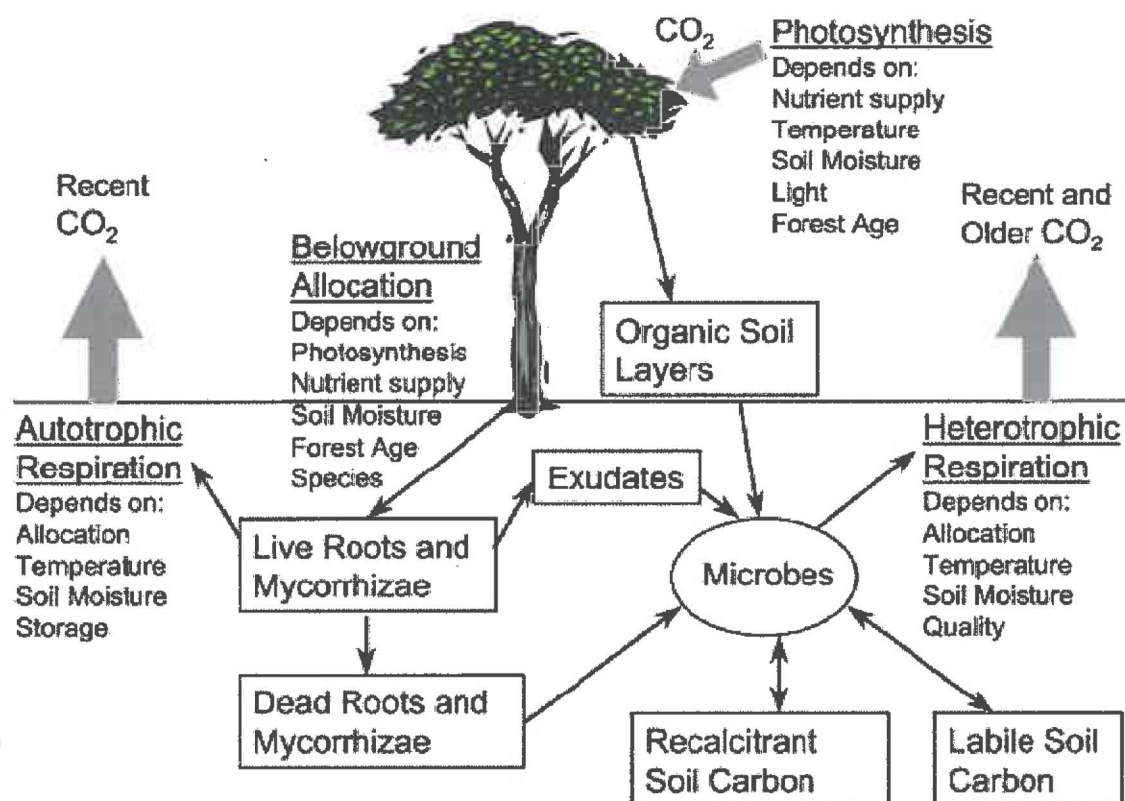 CO₂
Photosynthesis
Depends on:
Nutrient supply
Temperature
Soil Moisture
Light
Forest Age
Recent
CO₂
Recent and
Older CO₂
Belowground
Allocation
Depends on:
Photosynthesis
Nutrient supply
Soil Moisture
Forest Age
Species
Organic Soil
Layers
Autotrophic
Respiration
Depends on:
Allocation
Temperature
Soil Moisture
Storage
Exudates
Heterotrophic
Respiration
Depends on:
Allocation
Temperature
Soil Moisture
Quality
Live Roots and
Mycorrhizae
Microbes
Dead Roots and
Mycorrhizae
Recalcitrant
Soil Carbon
Labile Soil
Carbon